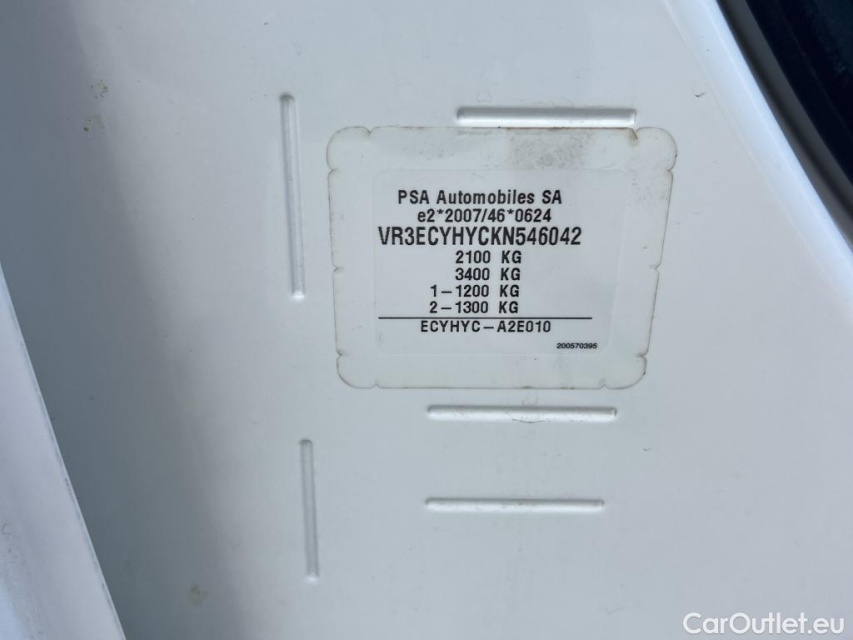 PSA Automobiles SA
e2*2007/46*0624
VR3ECYHYCKN546042
2100 KG
3400 KG
1-1200 KG
2-1300 KG
ECYHYC-A2E010
200570395
CarOutlet.eu